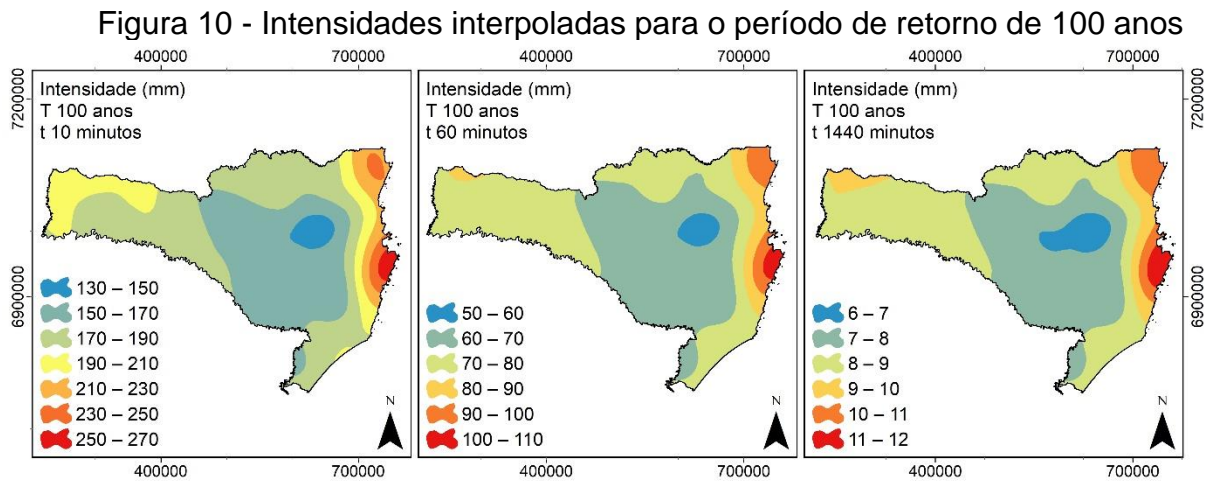 Figura 10 - Intensidades interpoladas para o período de retorno de 100 anos
400000 700000
400000 700000
400000 700000
7200000
6900000
Intensidade (mm)
T 100 anos
t 10 minutos
130 – 150
150 – 170
170 – 190
190 – 210
210 – 230
230 – 250
250 – 270
N
Intensidade (mm)
T 100 anos
t 60 minutos
50 – 60
60 – 70
70 – 80
80 – 90
90 – 100
100 – 110
N
Intensidade (mm)
T 100 anos
t 1440 minutos
6 – 7
7 – 8
8 – 9
9 – 10
10 – 11
11 – 12
N
7200000
6900000
400000 700000
400000 700000
400000 700000